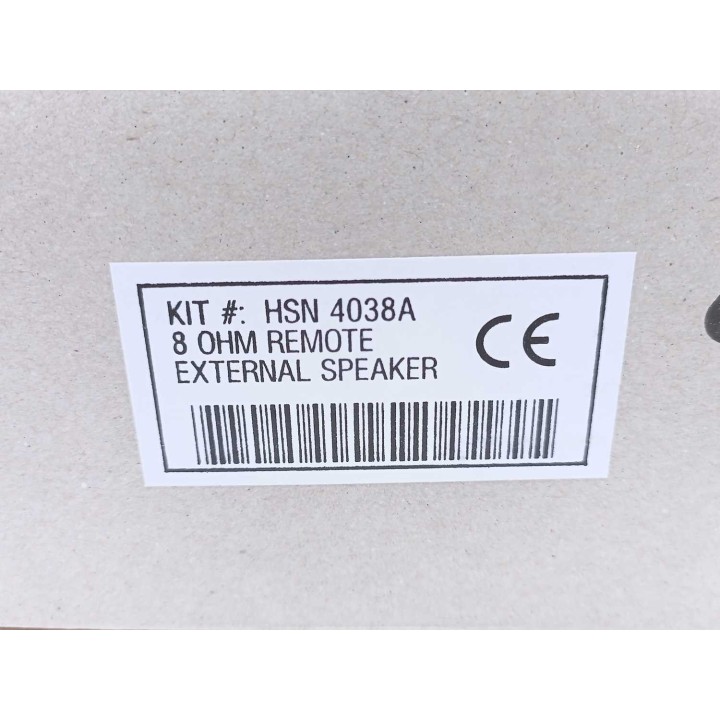 KIT #: HSN 4038A
8 OHM REMOTE
EXTERNAL SPEAKER
CE